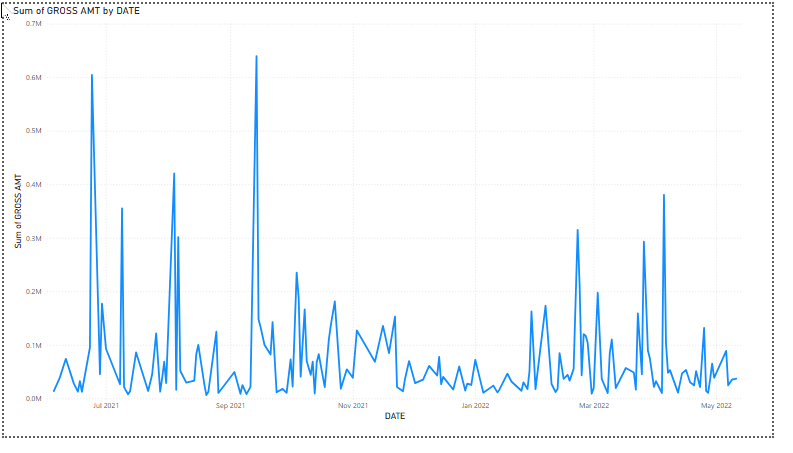 Sum of GROSS AMT by DATE
0.7M
0.6M
0.5M
0.4M
0.3M
0.2M
0.1M
0.0M
Sum of GROSS AMT
Jul 2021 Sep 2021 Nov 2021 Jan 2022 Mar 2022 May 2022
DATE